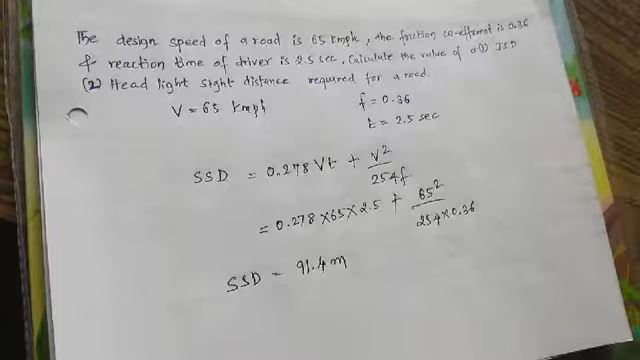 The design speed of a road is 65 kmph, the friction co-efficient is 0.36
& reaction time of driver is 2.5 sec. Calculate the value of a(1) ISD
(2) Head light sight distance required for a road.
V = 65 kmph
f = 0.36
t = 2.5 sec
SSD = 0.278 Vt + V²/254f
= 0.278 × 65 × 2.5 + 65²/254×0.36
SSD = 91.4 m